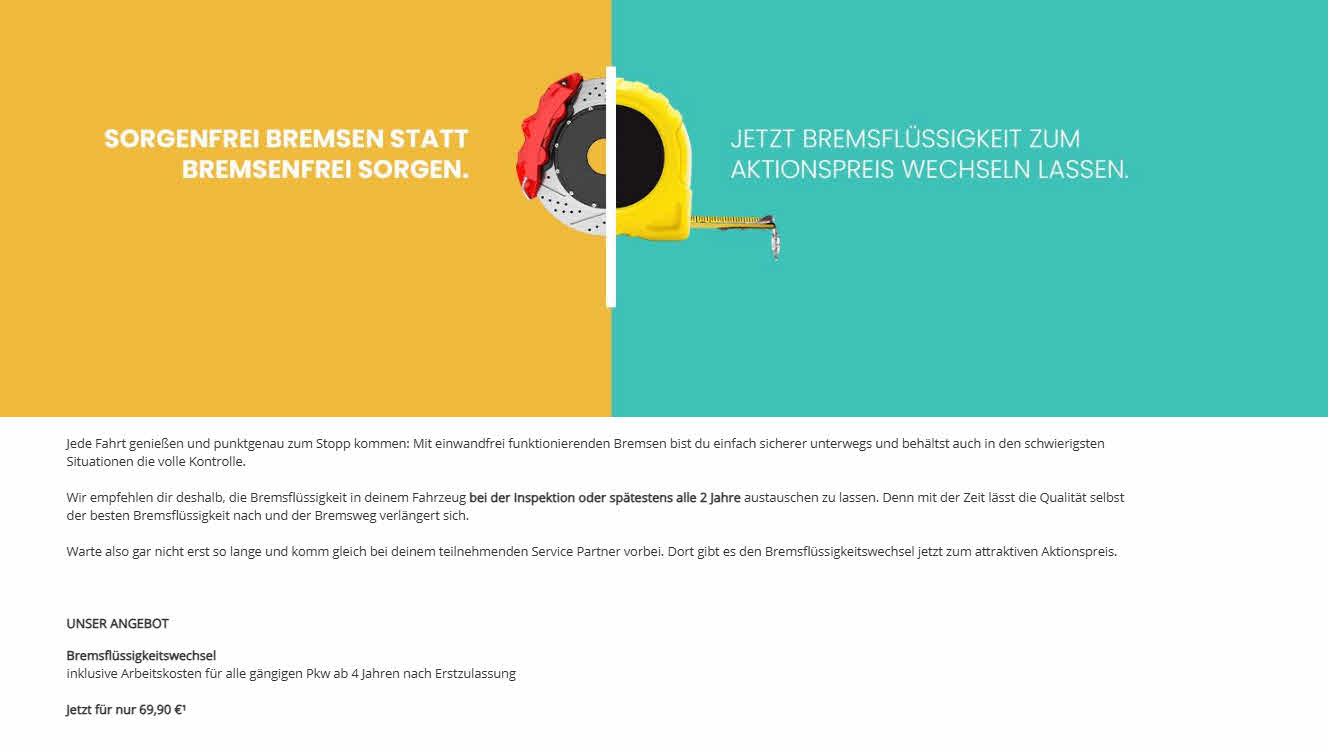 SORGENFREI BREMSEN STATT
BREMSENFREI SORGEN.
JETZT BREMSFLÜSSIGKEIT ZUM
AKTIONSPREIS WECHSELN LASSEN.
Jede Fahrt genießen und punktgenau zum Stopp kommen: Mit einwandfrei funktionierenden Bremsen bist du einfach sicherer unterwegs und behältst auch in den schwierigsten
Situationen die volle Kontrolle.
Wir empfehlen dir deshalb, die Bremsflüssigkeit in deinem Fahrzeug bei der Inspektion oder spätestens alle 2 Jahre austauschen zu lassen. Denn mit der Zeit lässt die Qualität selbst
der besten Bremsflüssigkeit nach und der Bremsweg verlängert sich.
Warte also gar nicht erst so lange und komm gleich bei deinem teilnehmenden Service Partner vorbei. Dort gibt es den Bremsflüssigkeitswechsel jetzt zum attraktiven Aktionspreis.
UNSER ANGEBOT
Bremsflüssigkeitswechsel
inklusive Arbeitskosten für alle gängigen Pkw ab 4 Jahren nach Erstzulassung
Jetzt für nur 69,90 €¹